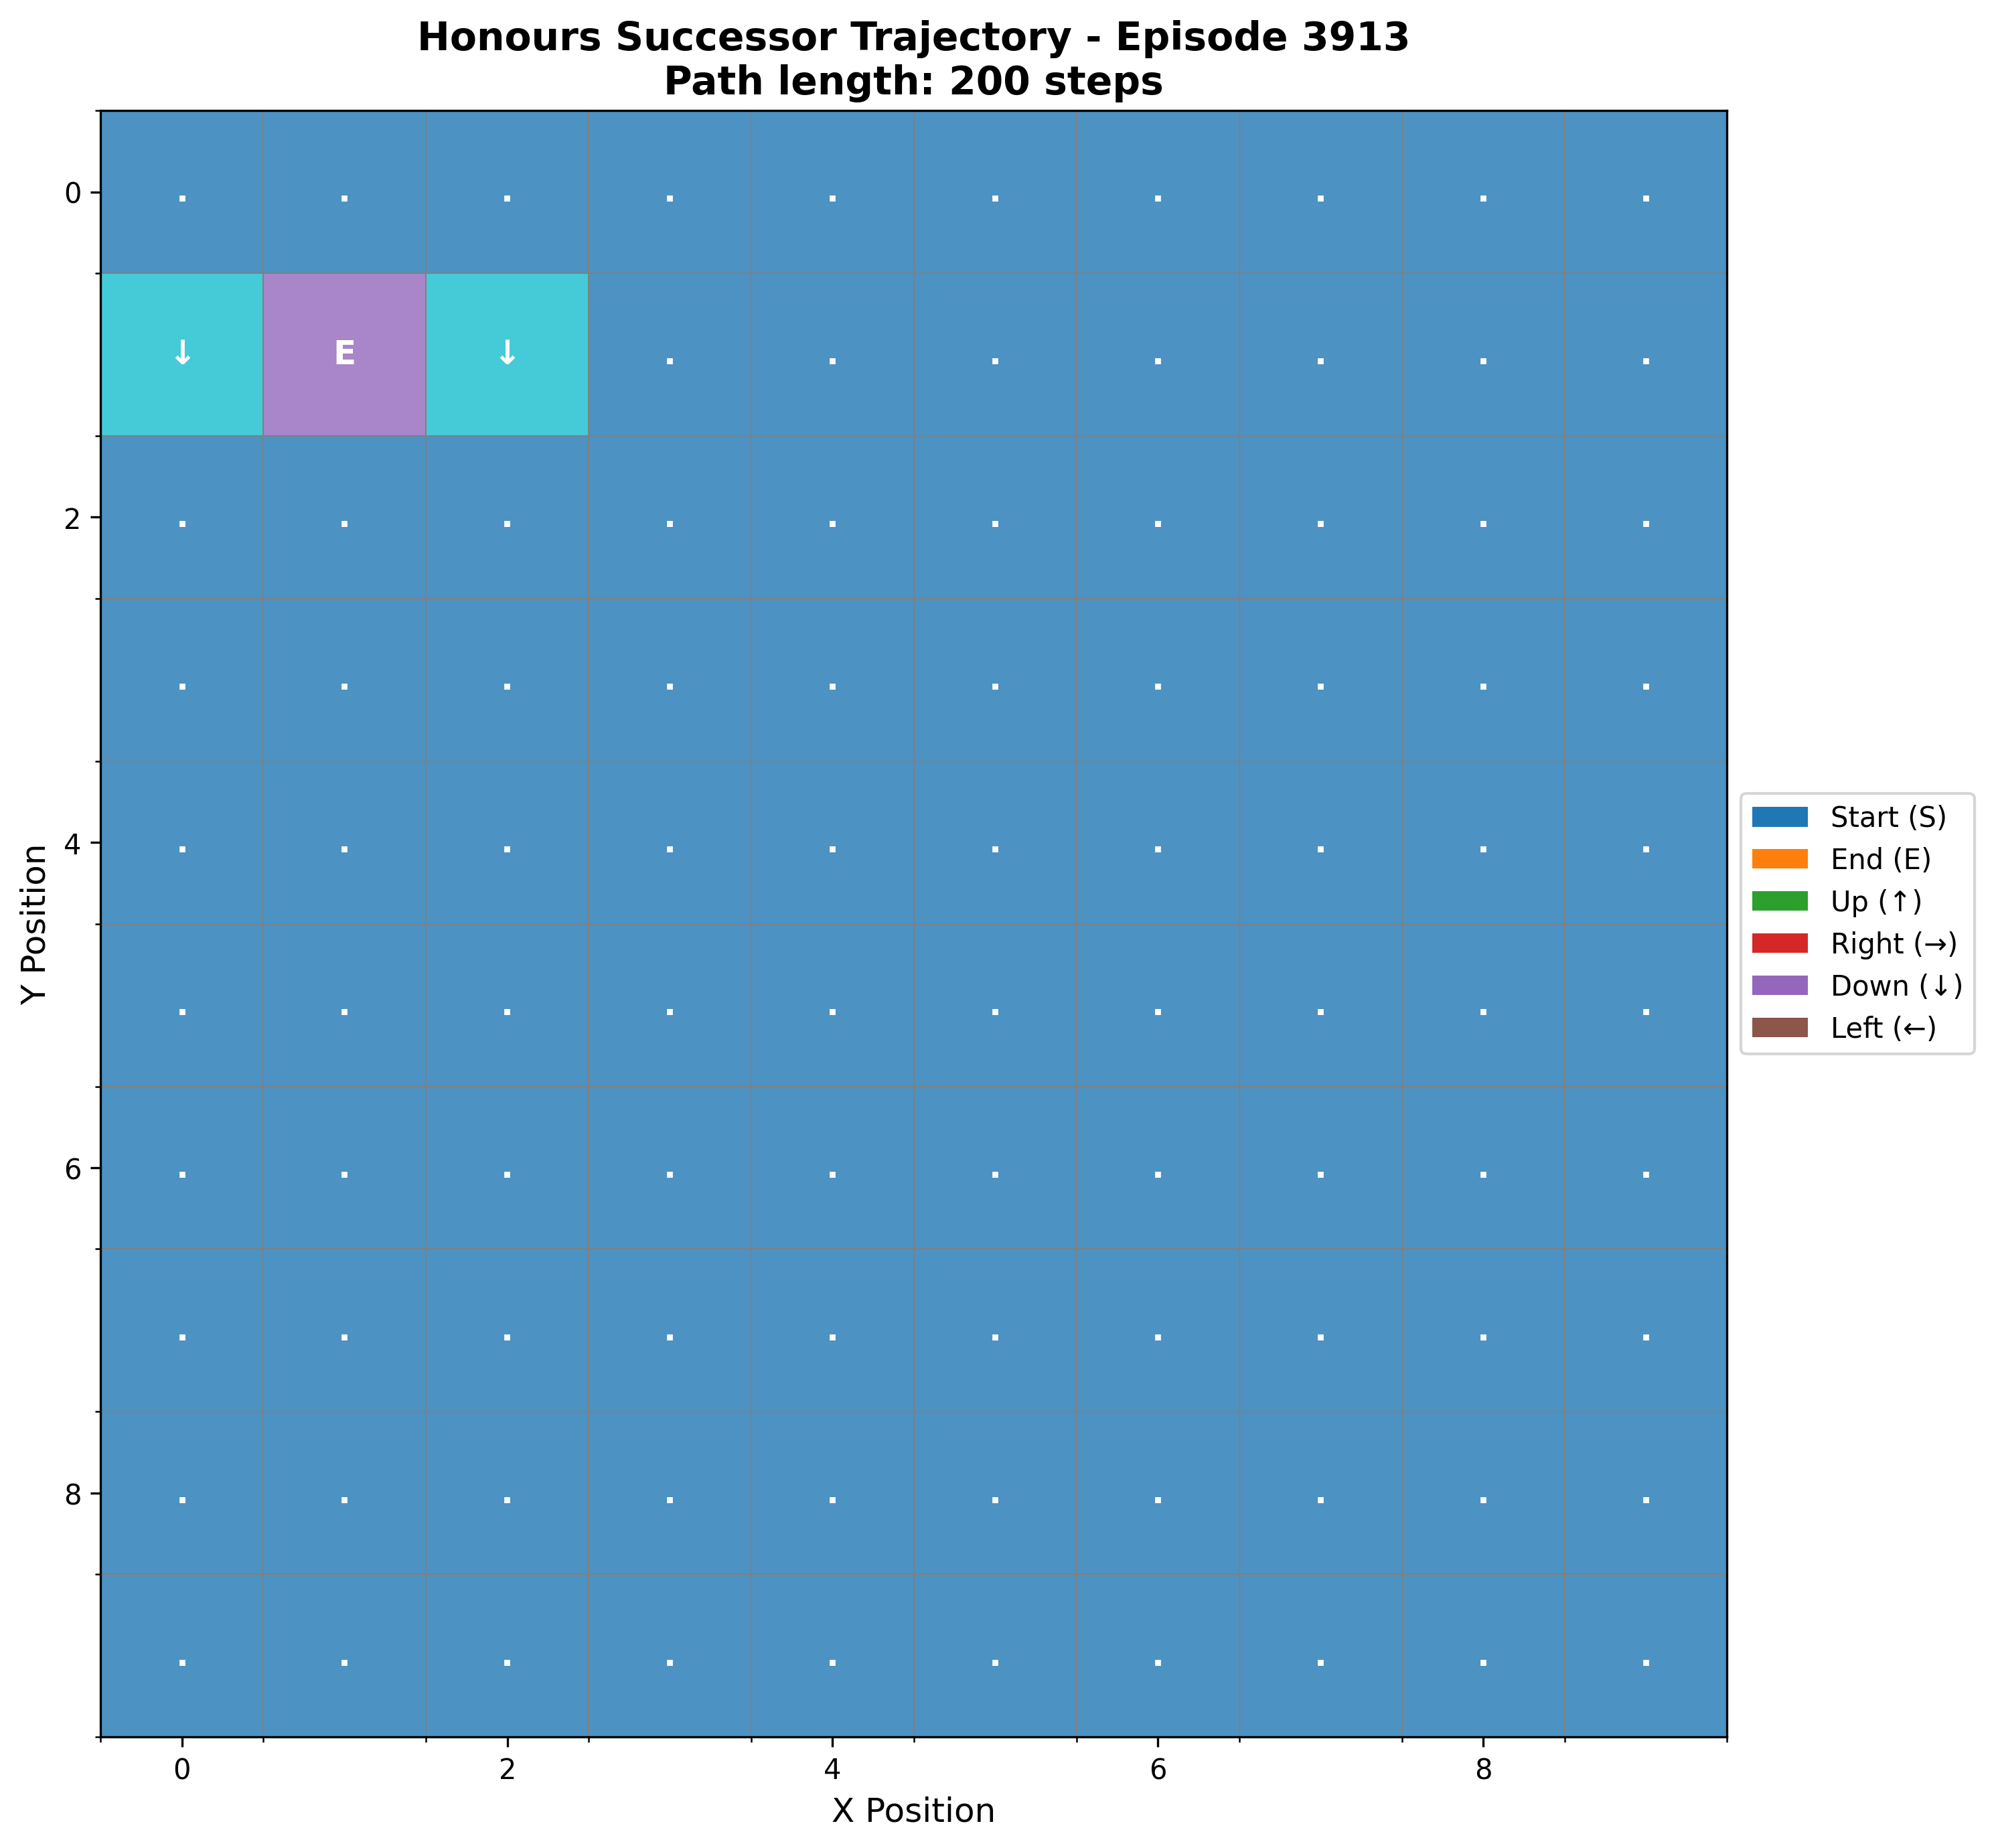 Honours Successor Trajectory - Episode 3913
Path length: 200 steps
0
↓ E ↓
2
4
6
8
Y Position
0 2 4 6 8
X Position
Start (S)
End (E)
Up (↑)
Right (→)
Down (↓)
Left (←)